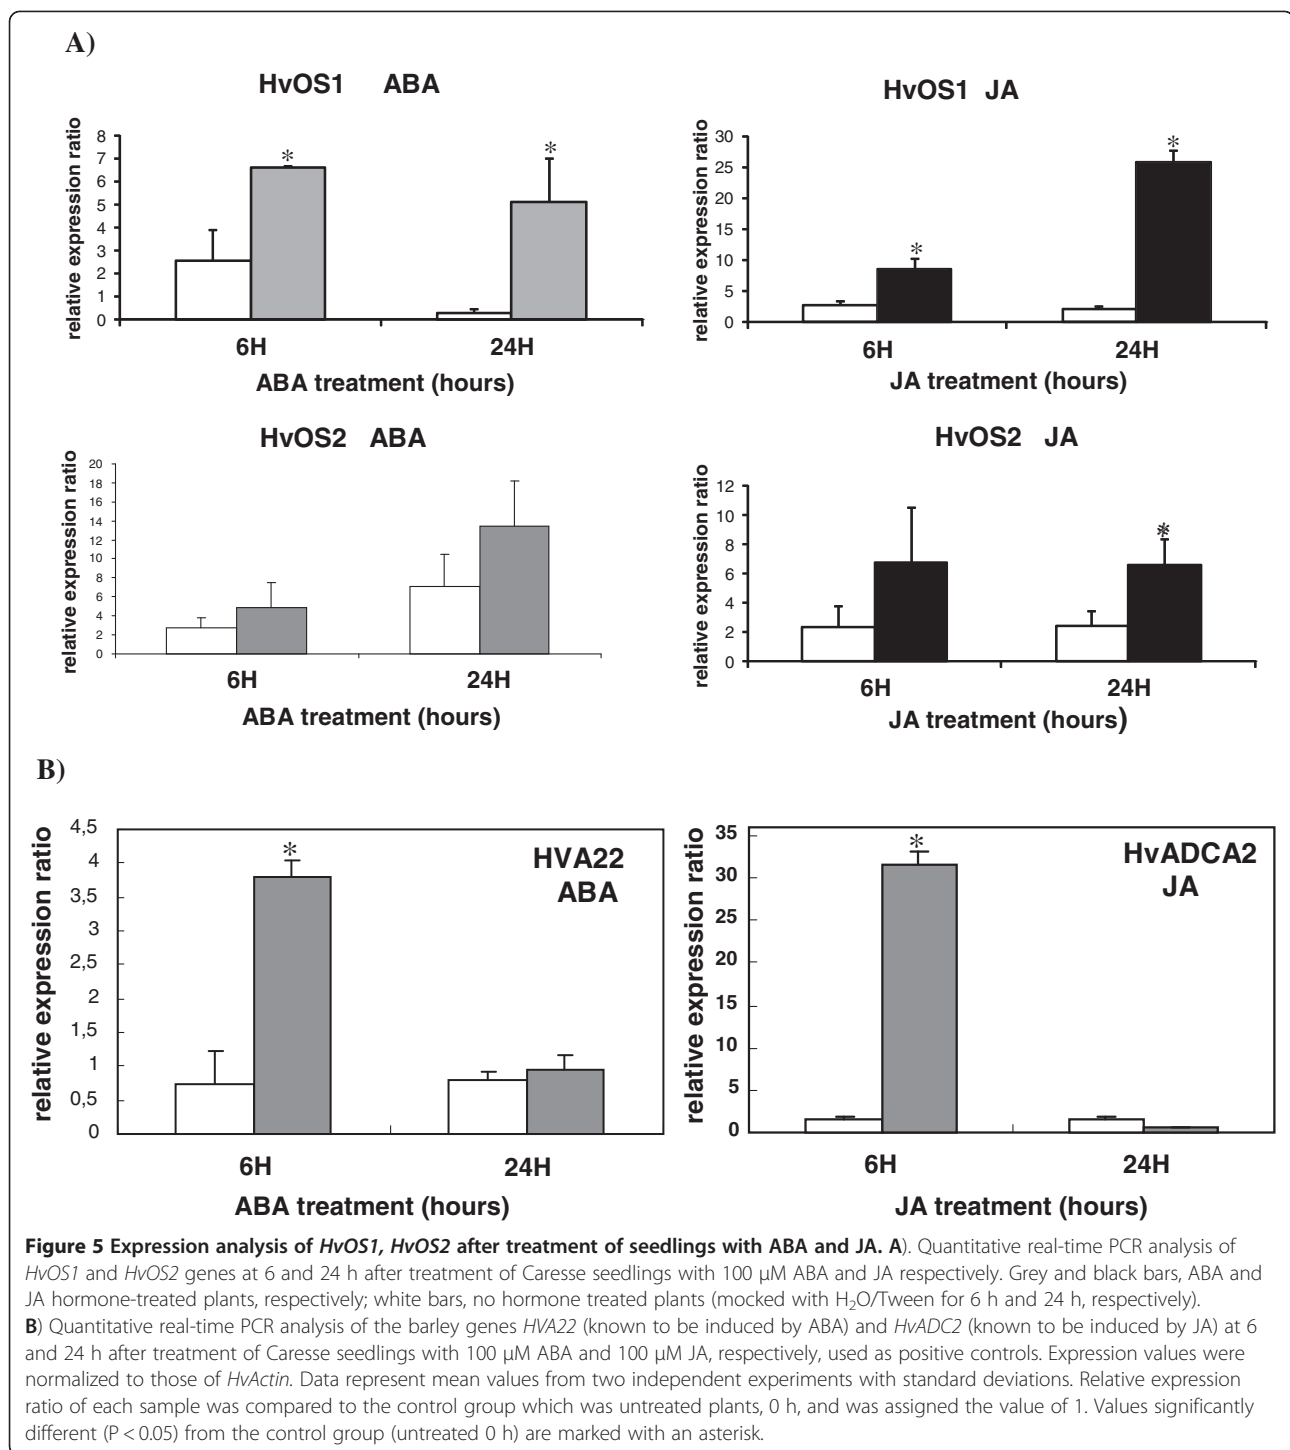 A)
HvOS1 ABA
relative expression ratio
8
7
6
5
4
3
2
1
0
*
*
6H 24H
ABA treatment (hours)
HvOS1 JA
relative expression ratio
30
25
20
15
10
5
0
*
*
6H 24H
JA treatment (hours)
HvOS2 ABA
relative expression ratio
20
18
16
14
12
10
8
6
4
2
0
6H 24H
ABA treatment (hours)
HvOS2 JA
relative expression ratio
12
10
8
6
4
2
0
*
6H 24H
JA treatment (hours)
B)
relative expression ratio
4,5
4
3,5
3
2,5
2
1,5
1
0,5
0
*
HVA22
ABA
6H 24H
ABA treatment (hours)
relative expression ratio
35
30
25
20
15
10
5
0
*
HvADCA2
JA
6H 24H
JA treatment (hours)
Figure 5 Expression analysis of HvOS1, HvOS2 after treatment of seedlings with ABA and JA. A). Quantitative real-time PCR analysis of
HvOS1 and HvOS2 genes at 6 and 24 h after treatment of Caresse seedlings with 100 μM ABA and JA respectively. Grey and black bars, ABA and
JA hormone-treated plants, respectively; white bars, no hormone treated plants (mocked with H₂O/Tween for 6 h and 24 h, respectively).
B) Quantitative real-time PCR analysis of the barley genes HVA22 (known to be induced by ABA) and HvADC2 (known to be induced by JA) at 6
and 24 h after treatment of Caresse seedlings with 100 μM ABA and 100 μM JA, respectively, used as positive controls. Expression values were
normalized to those of HvActin. Data represent mean values from two independent experiments with standard deviations. Relative expression
ratio of each sample was compared to the control group which was untreated plants, 0 h, and was assigned the value of 1. Values significantly
different (P < 0.05) from the control group (untreated 0 h) are marked with an asterisk.